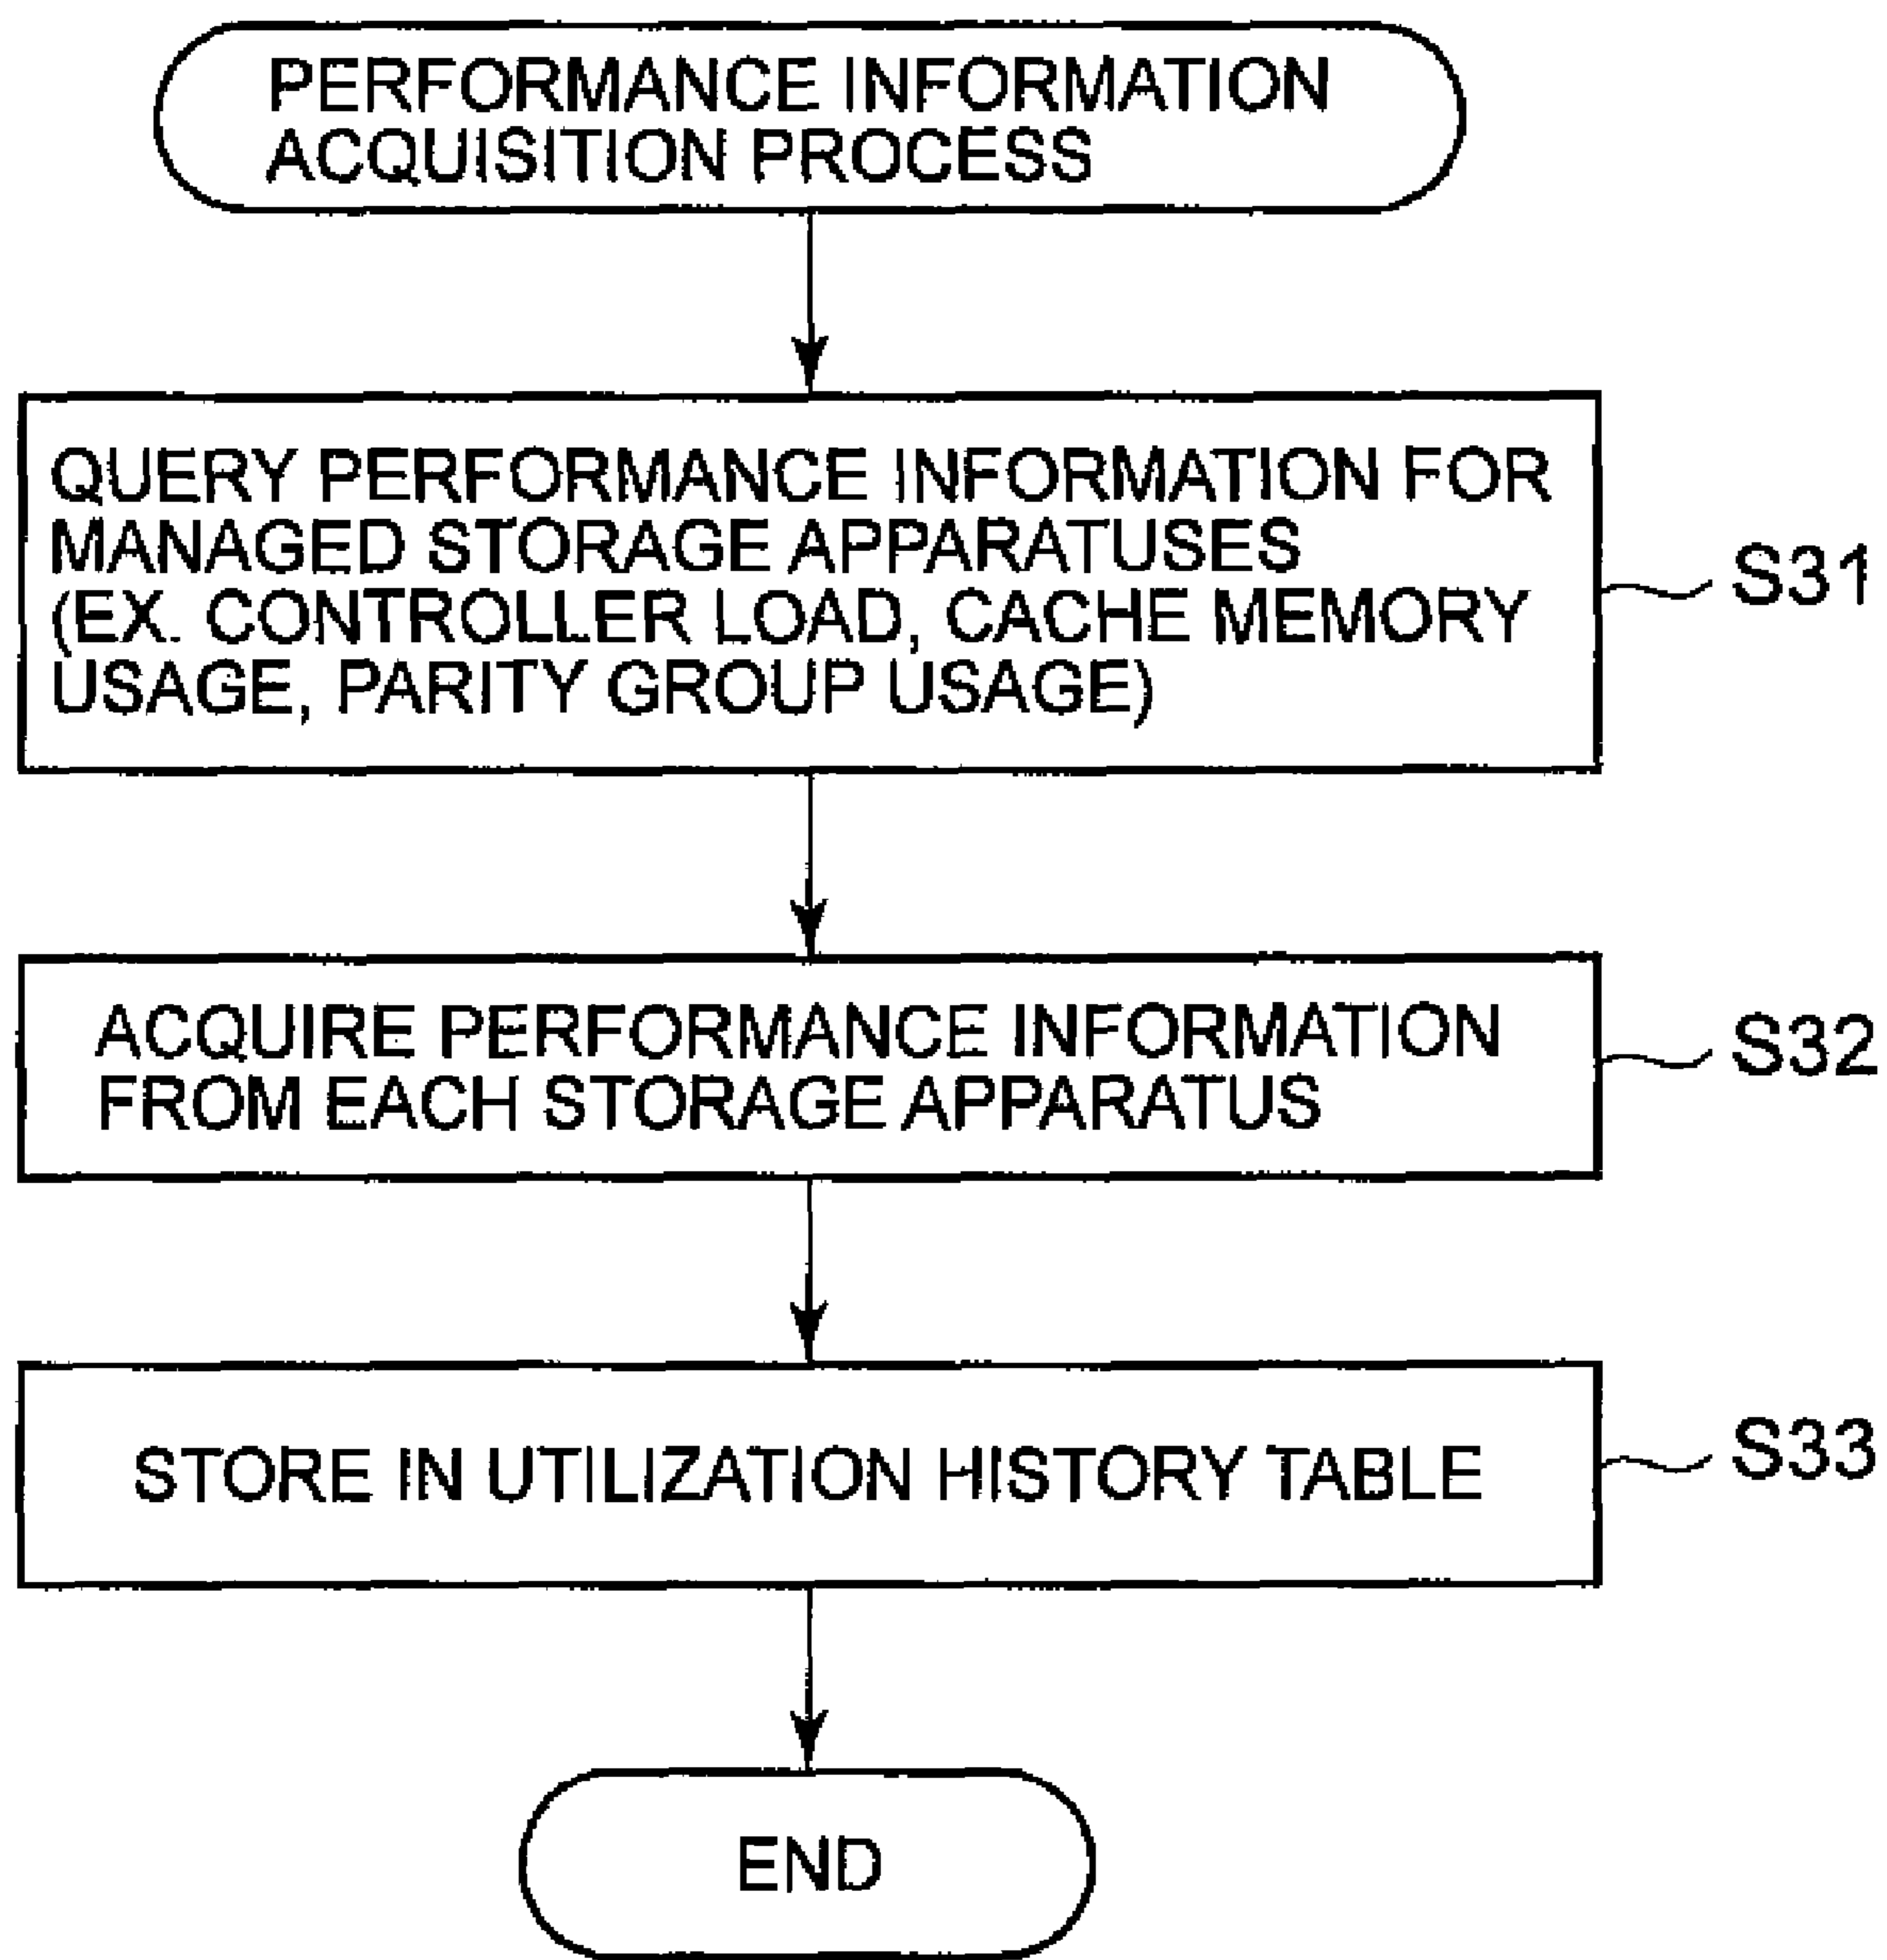 PERFORMANCE INFORMATION
ACQUISITION PROCESS
QUERY PERFORMANCE INFORMATION FOR
MANAGED STORAGE APPARATUSES
(EX. CONTROLLER LOAD, CACHE MEMORY
USAGE, PARITY GROUP USAGE)
S31
ACQUIRE PERFORMANCE INFORMATION
FROM EACH STORAGE APPARATUS
S32
STORE IN UTILIZATION HISTORY TABLE
S33
END